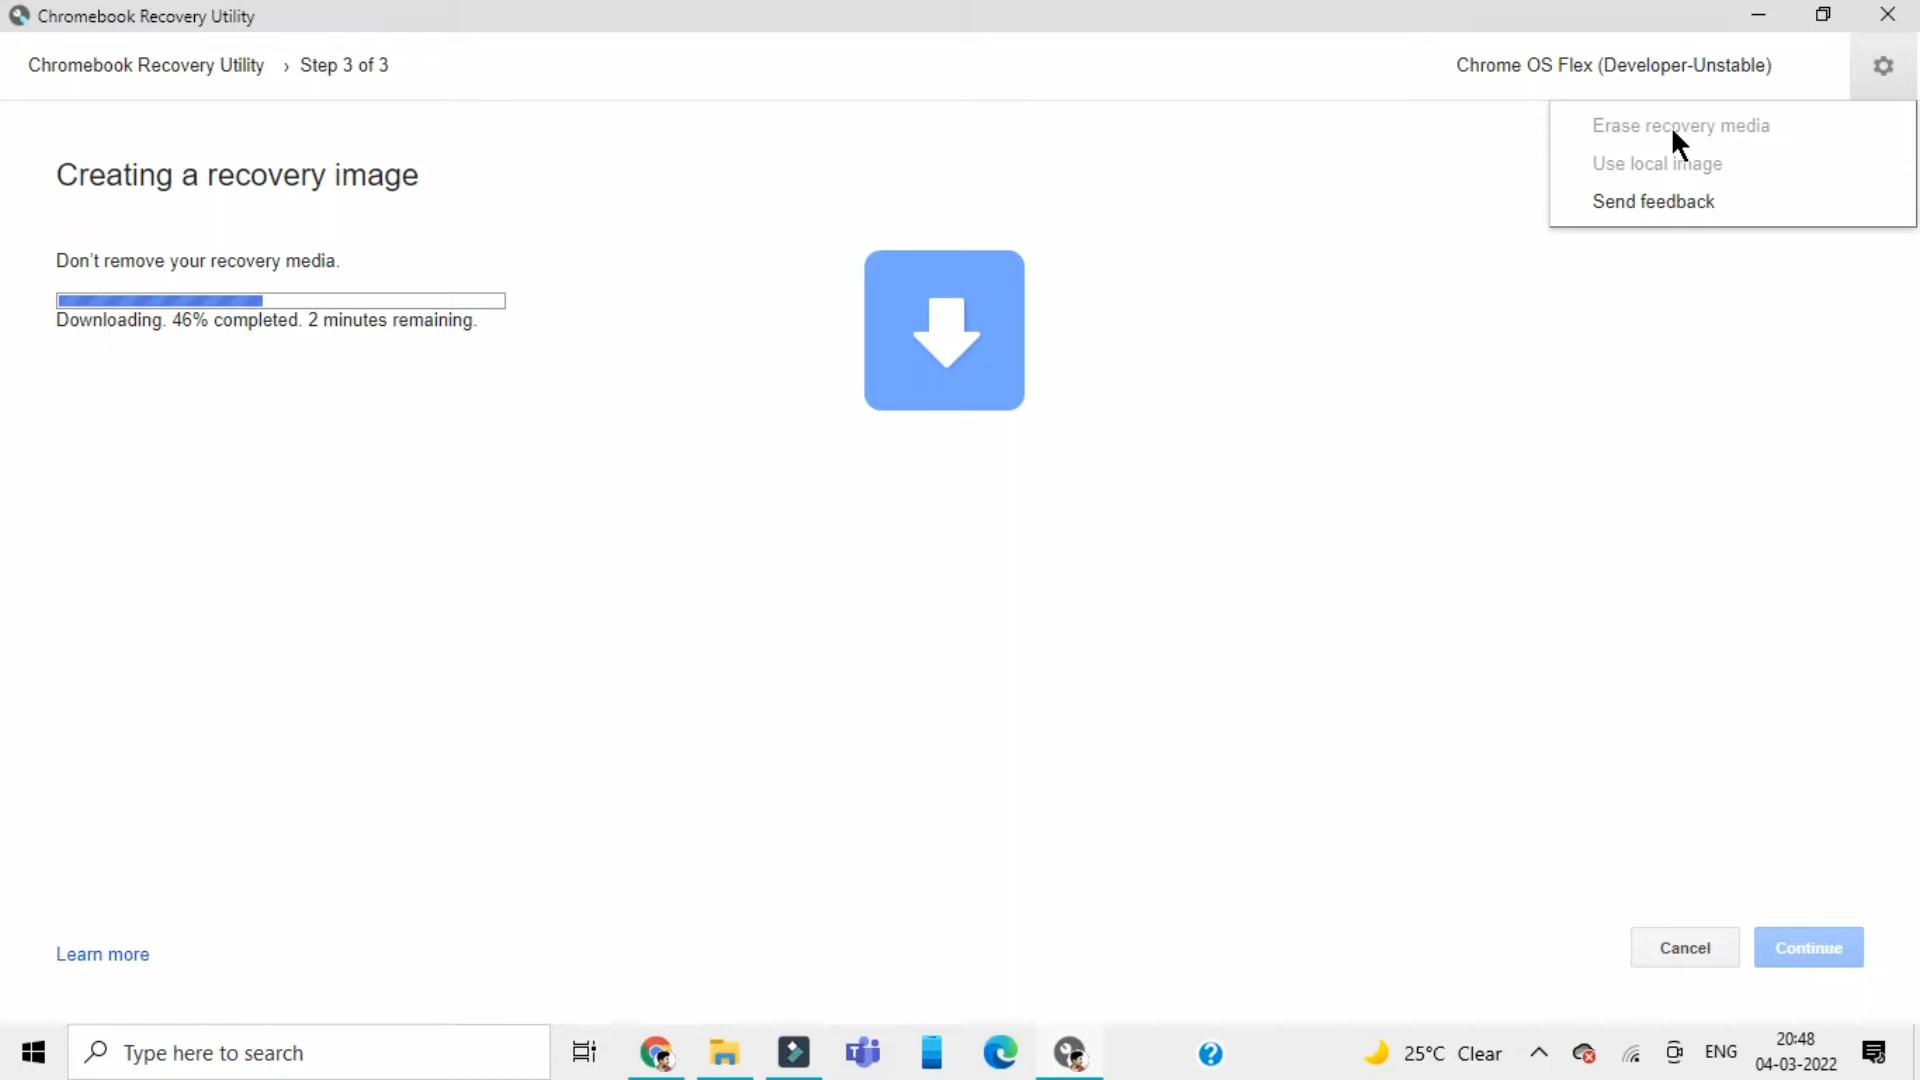 Chromebook Recovery Utility
Chromebook Recovery Utility › Step 3 of 3
Chrome OS Flex (Developer-Unstable)
Erase recovery media
Use local image
Send feedback
Creating a recovery image
Don't remove your recovery media.
Downloading. 46% completed. 2 minutes remaining.
Learn more
Cancel
Continue
Type here to search
25°C Clear
ENG
20:48
04-03-2022